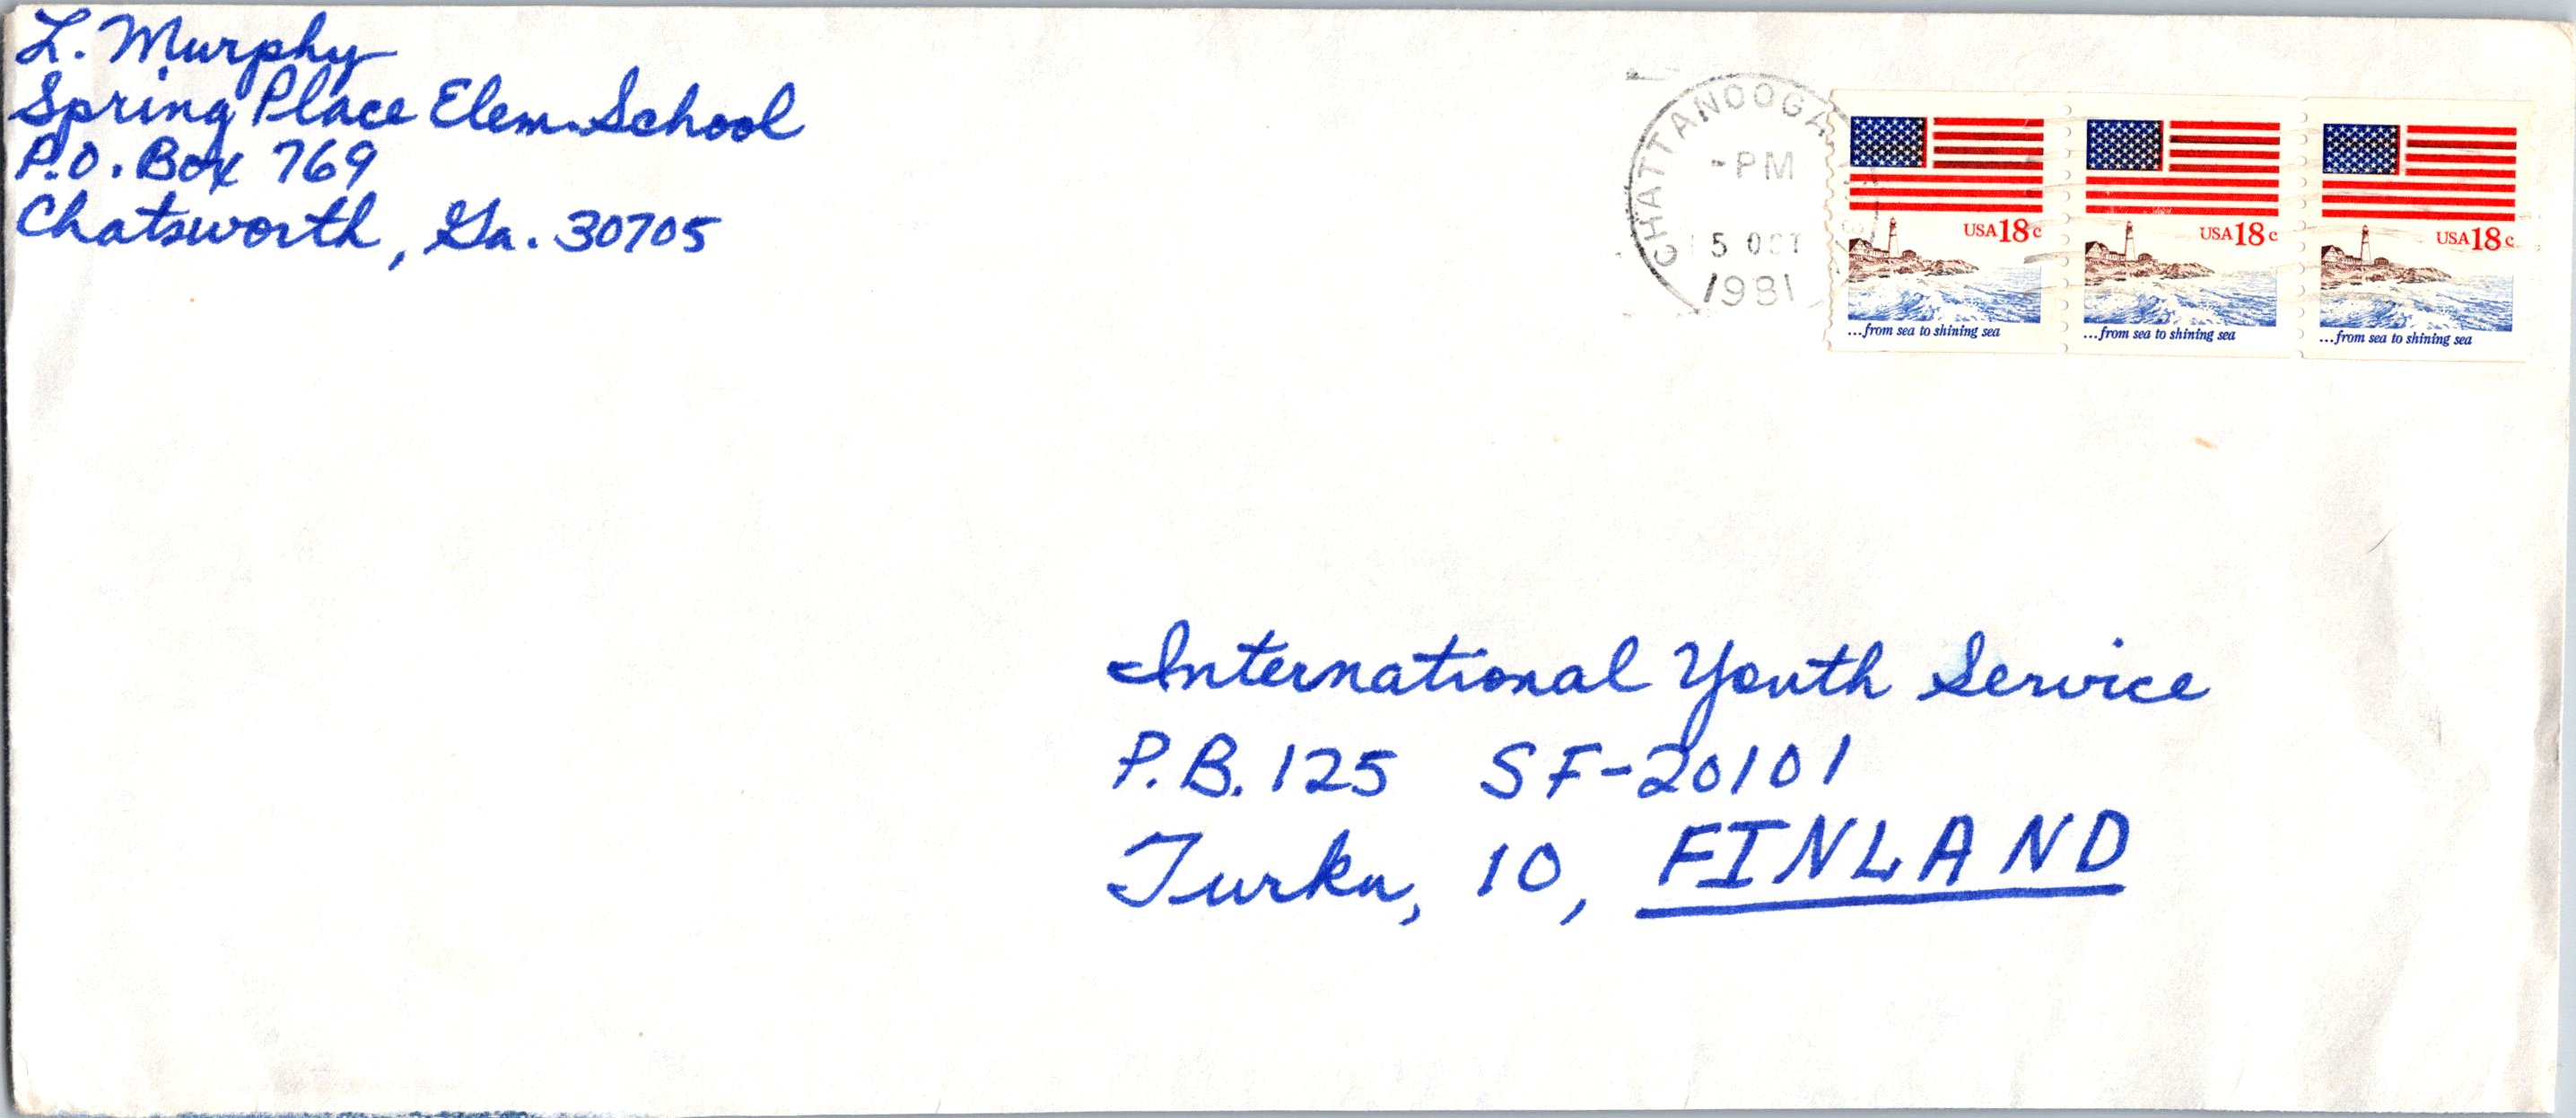 L. Murphy
Spring Place Elem. School
P.O. Box 769
Chatsworth, Ga. 30705
CHATTANOOGA
-PM
15 OCT
1981
USA 18c
...from sea to shining sea
USA 18c
...from sea to shining sea
USA 18c
...from sea to shining sea
International Youth Service
P.B. 125 SF-20101
Turku, 10, FINLAND